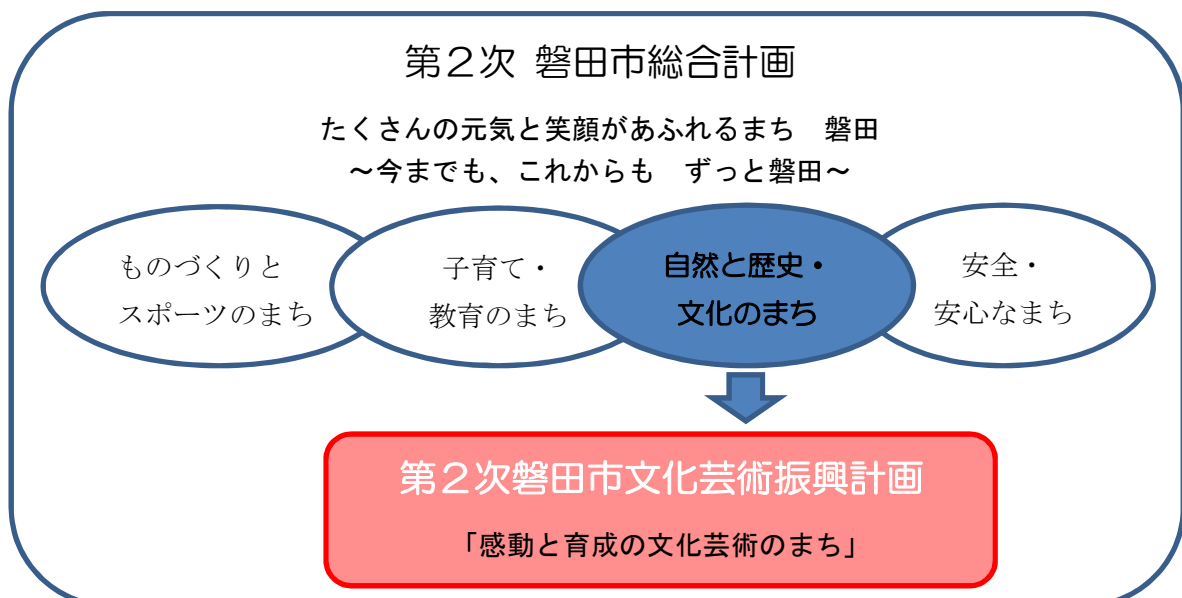 第２次 磐田市総合計画
たくさんの元気と笑顔があふれるまち　磐田
～今までも、これからも　ずっと磐田～
ものづくりと
スポーツのまち
子育て・
教育のまち
自然と歴史・
文化のまち
安全・
安心なまち
第２次磐田市文化芸術振興計画
「感動と育成の文化芸術のまち」